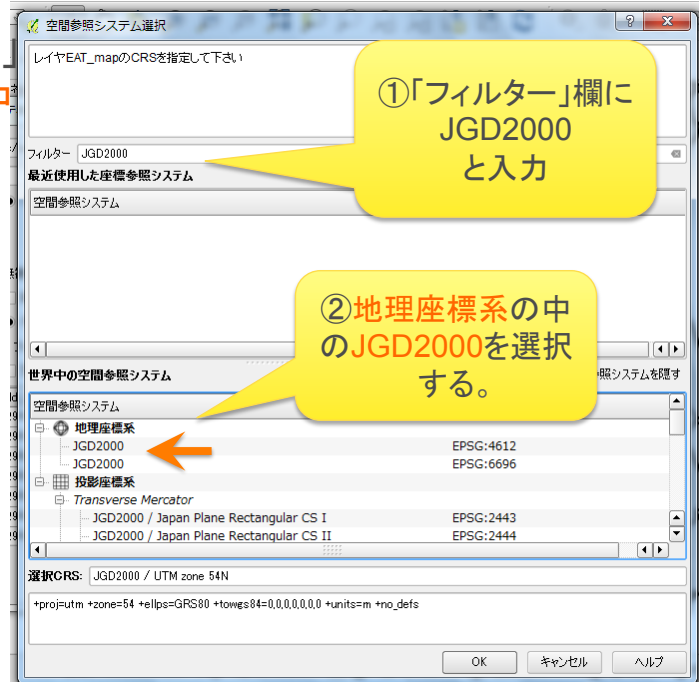 空間参照システム選択
レイヤEAT_mapのCRSを指定して下さい
①「フィルター」欄に
JGD2000
と入力
フィルター JGD2000
最近使用した座標参照システム
空間参照システム
②地理座標系の中
のJGD2000を選択
する。
世界中の空間参照システム
照システムを隠す
空間参照システム
地理座標系
JGD2000 EPSG:4612
JGD2000 EPSG:6696
投影座標系
Transverse Mercator
JGD2000 / Japan Plane Rectangular CS I EPSG:2443
JGD2000 / Japan Plane Rectangular CS II EPSG:2444
選択CRS: JGD2000 / UTM zone 54N
+proj=utm +zone=54 +ellps=GRS80 +towgs84=0,0,0,0,0,0,0 +units=m +no_defs
OK キャンセル ヘルプ